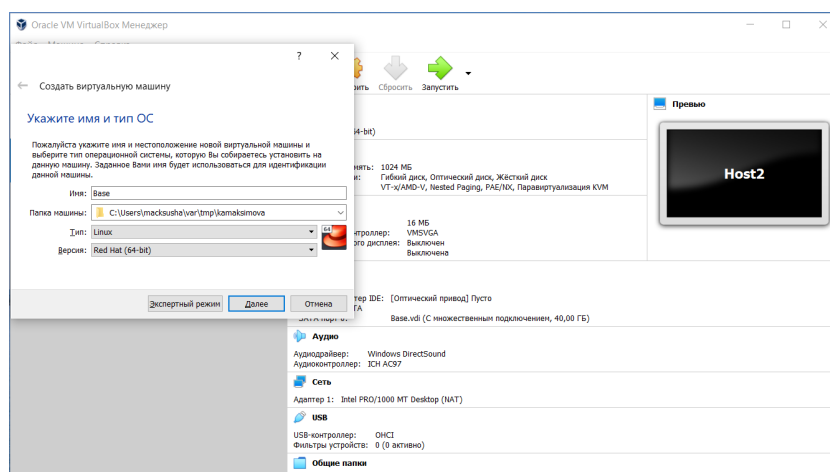 Oracle VM VirtualBox Менеджер
? ×
Создать виртуальную машину
Укажите имя и тип ОС
Пожалуйста укажите имя и местоположение новой виртуальной машины и
выберите тип операционной системы, которую Вы собираетесь установить на
данную машину. Заданное Вами имя будет использоваться для идентификации
данной машины.
Имя: Base
Папка машины: C:\Users\macksusha\var\tmp\kamaksimova
Тип: Linux
64
Версия: Red Hat (64-bit)
Экспертный режим Далее Отмена
Сбросить Запустить
Превью
Host2
1024 МБ
Гибкий диск, Оптический диск, Жёсткий диск
VT-x/AMD-V, Nested Paging, PAE/NX, Паравиртуализация KVM
16 МБ
VMSVGA
Выключен
Выключена
IDE: [Оптический привод] Пусто
SATA порт 0: Base.vdi (С множественным подключением, 40,00 ГБ)
Аудио
Аудиодрайвер: Windows DirectSound
Аудиоконтроллер: ICH AC97
Сеть
Адаптер 1: Intel PRO/1000 MT Desktop (NAT)
USB
USB-контроллер: OHCI
Фильтры устройств: 0 (0 активно)
Общие папки